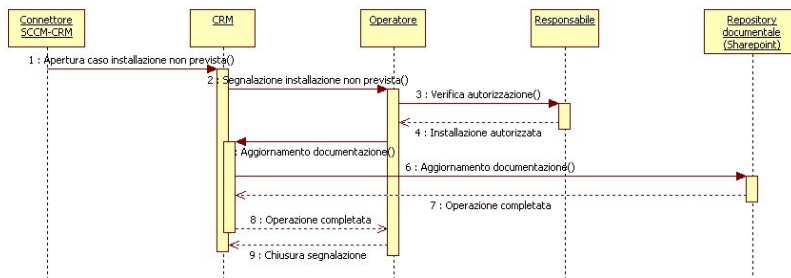 Connettore
SCCM-CRM
CRM
Operatore
Responsabile
Repository
documentale
(Sharepoint)
1 : Apertura caso installazione non prevista()
2 : Segnalazione installazione non prevista()
3 : Verifica autorizzazione()
4 : Installazione autorizzata
: Aggiornamento documentazione()
6 : Aggiornamento documentazione()
7 : Operazione completata
8 : Operazione completata
9 : Chiusura segnalazione